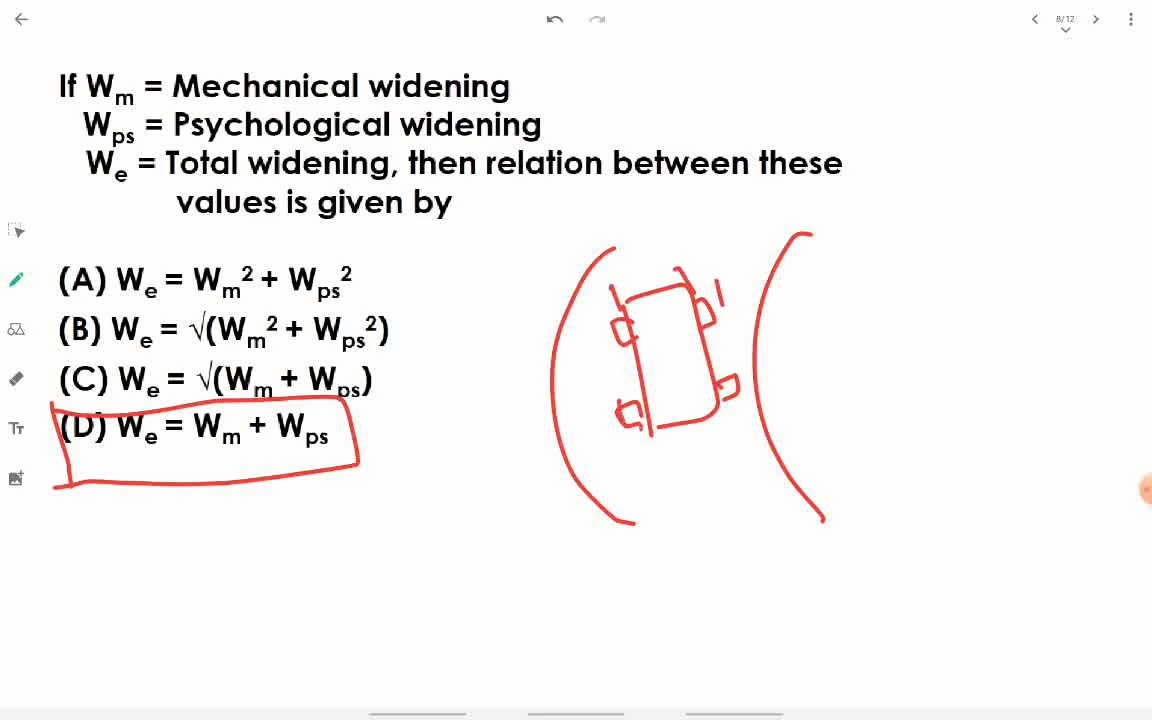 8/12
If Wm = Mechanical widening
Wps = Psychological widening
We = Total widening, then relation between these
values is given by
(A) We = Wm² + Wps²
(B) We = √(Wm² + Wps²)
(C) We = √(Wm + Wps)
(D) We = Wm + Wps
Tт